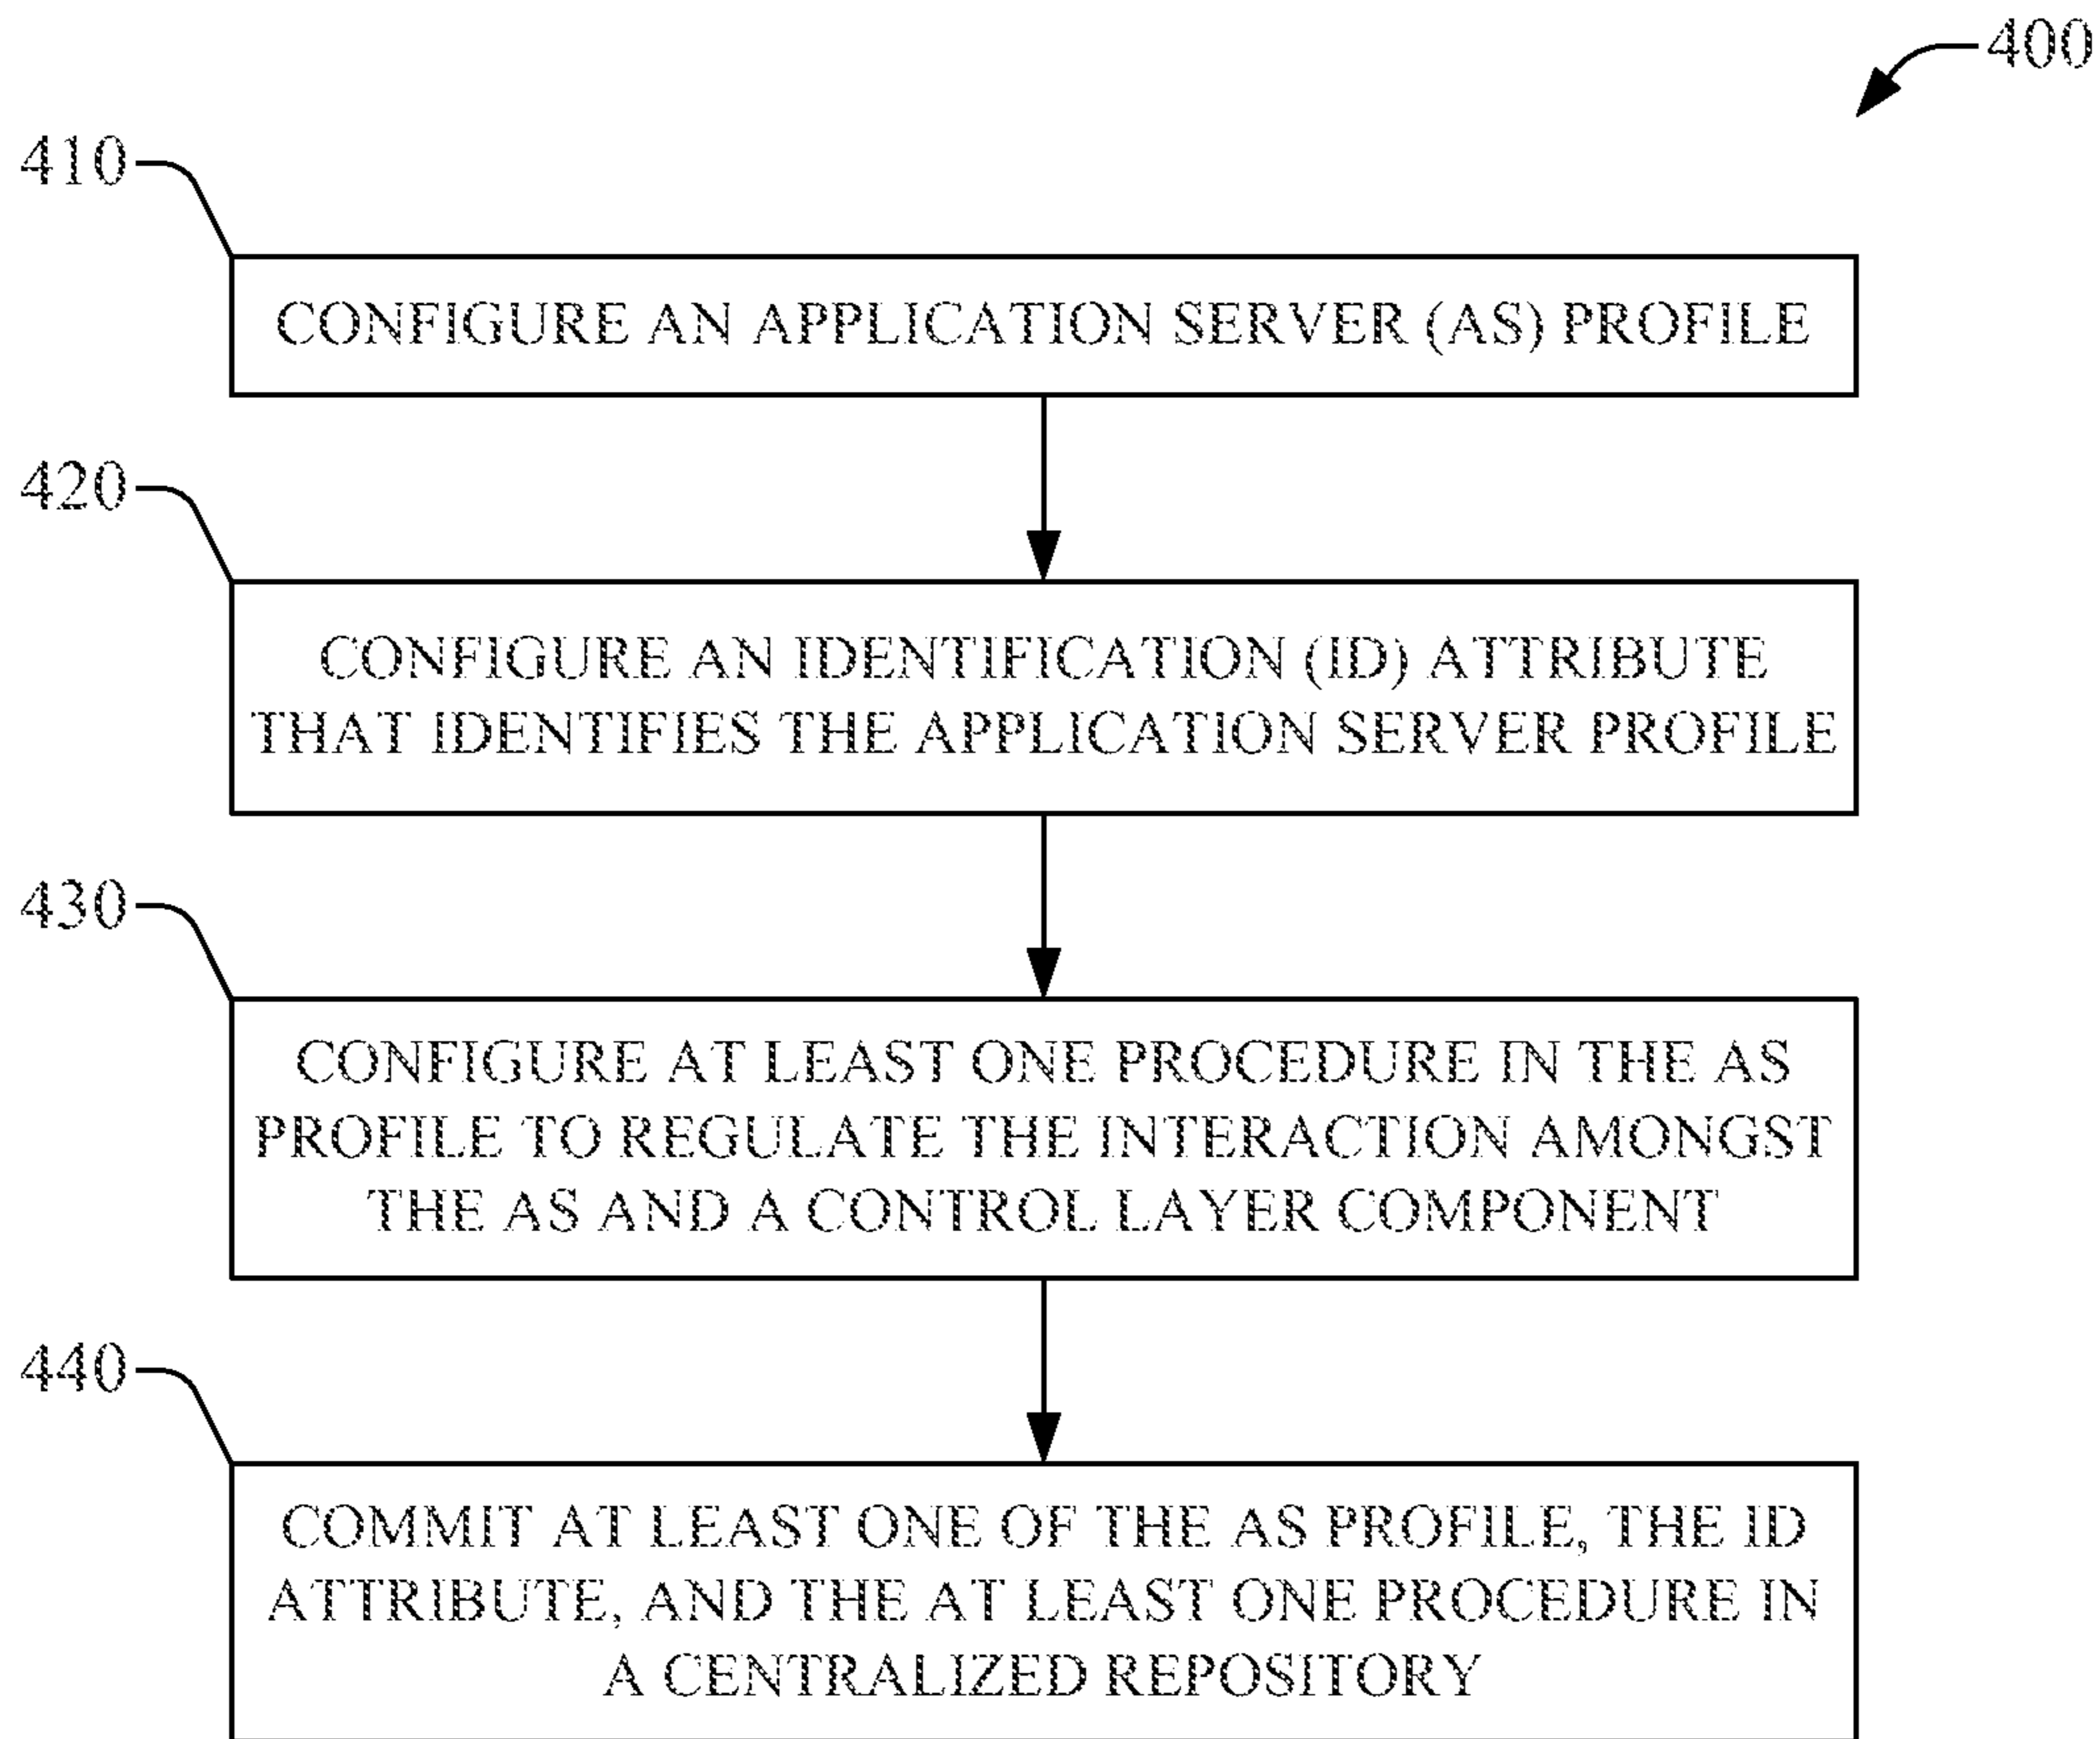 400
410
CONFIGURE AN APPLICATION SERVER (AS) PROFILE
420
CONFIGURE AN IDENTIFICATION (ID) ATTRIBUTE
THAT IDENTIFIES THE APPLICATION SERVER PROFILE
430
CONFIGURE AT LEAST ONE PROCEDURE IN THE AS
PROFILE TO REGULATE THE INTERACTION AMONGST
THE AS AND A CONTROL LAYER COMPONENT
440
COMMIT AT LEAST ONE OF THE AS PROFILE, THE ID
ATTRIBUTE, AND THE AT LEAST ONE PROCEDURE IN
A CENTRALIZED REPOSITORY